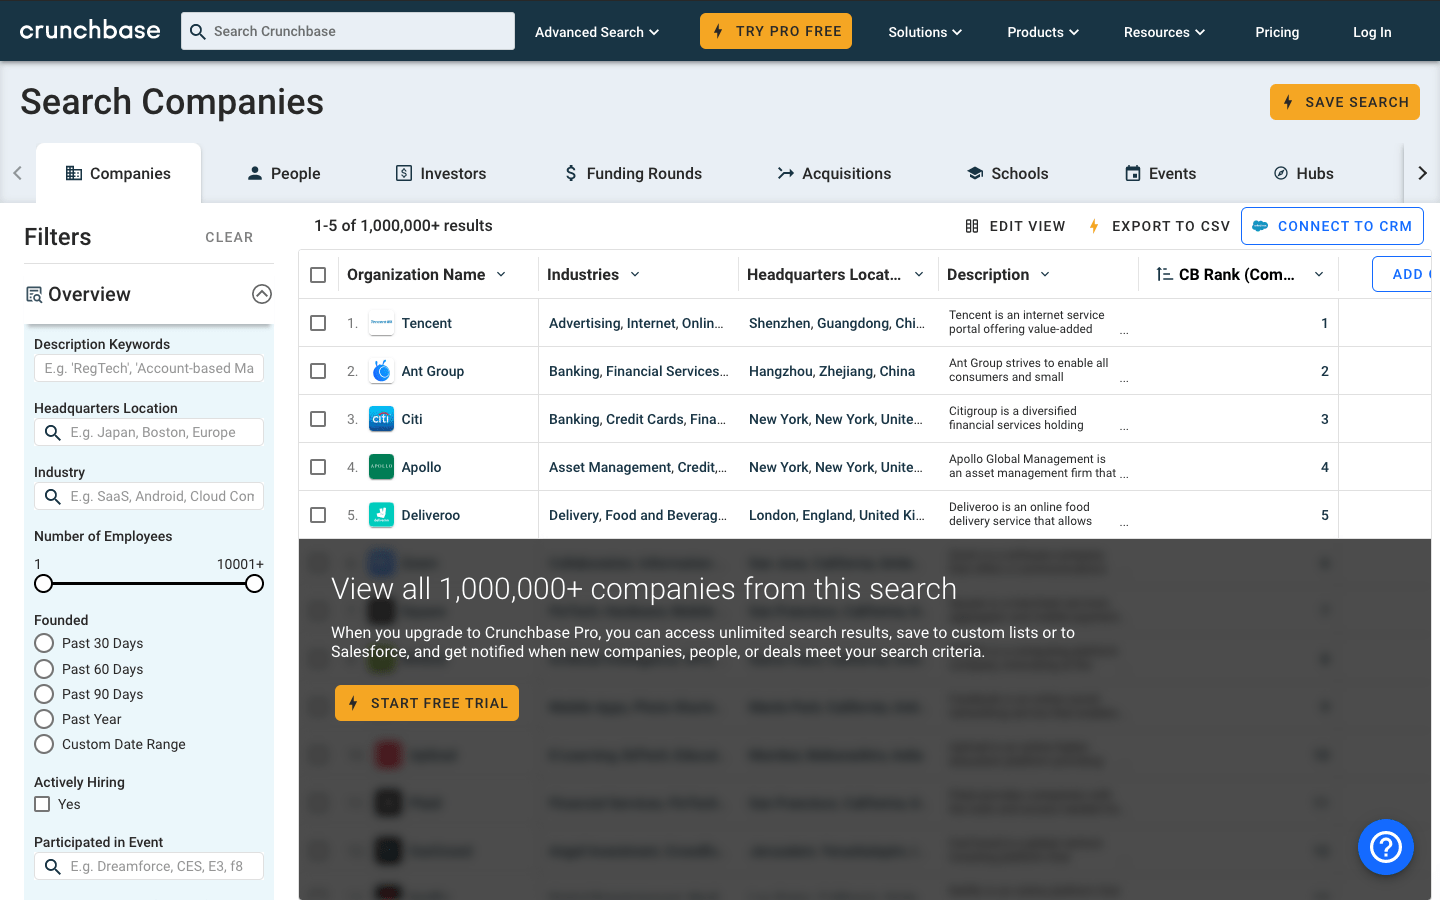 crunchbase
Search Crunchbase
Advanced Search
TRY PRO FREE
Solutions
Products
Resources
Pricing
Log In
Search Companies
SAVE SEARCH
Companies
People
Investors
Funding Rounds
Acquisitions
Schools
Events
Hubs
Filters
CLEAR
1-5 of 1,000,000+ results
EDIT VIEW
EXPORT TO CSV
CONNECT TO CRM
Overview
Description Keywords
E.g. 'RegTech', 'Account-based Ma
Headquarters Location
E.g. Japan, Boston, Europe
Industry
E.g. SaaS, Android, Cloud Con
Number of Employees
1 10001+
Founded
Past 30 Days
Past 60 Days
Past 90 Days
Past Year
Custom Date Range
Actively Hiring
Yes
Participated in Event
E.g. Dreamforce, CES, E3, f8
Organization Name
Industries
Headquarters Locat...
Description
CB Rank (Com...
ADD
1. Tencent
Advertising, Internet, Onlin...
Shenzhen, Guangdong, Chi...
Tencent is an internet service
portal offering value-added ...
1
2. Ant Group
Banking, Financial Services...
Hangzhou, Zhejiang, China
Ant Group strives to enable all
consumers and small ...
2
3. citi Citi
Banking, Credit Cards, Fina...
New York, New York, Unite...
Citigroup is a diversified
financial services holding ...
3
4. APOLLO Apollo
Asset Management, Credit,...
New York, New York, Unite...
Apollo Global Management is
an asset management firm that ...
4
5. deliveroo Deliveroo
Delivery, Food and Beverag...
London, England, United Ki...
Deliveroo is an online food
delivery service that allows ...
5
View all 1,000,000+ companies from this search
When you upgrade to Crunchbase Pro, you can access unlimited search results, save to custom lists or to
Salesforce, and get notified when new companies, people, or deals meet your search criteria.
START FREE TRIAL